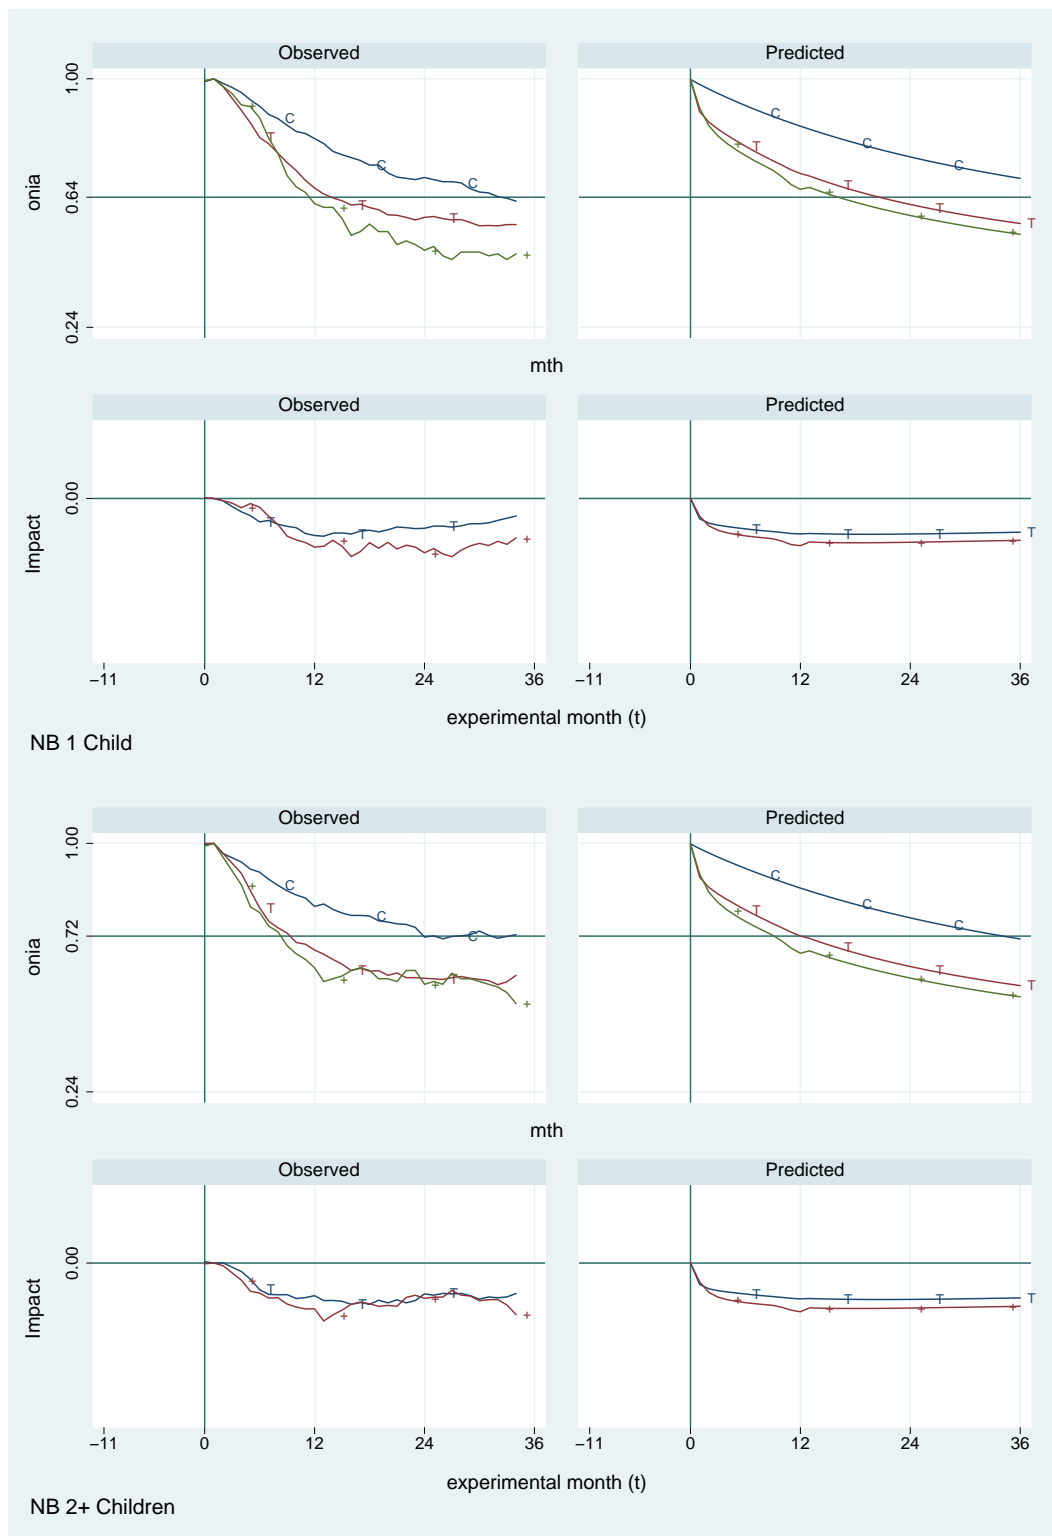 Observed Predicted
1.00
C C
+ T + T
C C
0.64
onia
+ T + T
C C
T + T
+ + T
+
0.24
mth
Observed Predicted
0.00
Impact
+ T + T
+ T + T
+ T + T
+ + T
−11 0 12 24 36 −11 0 12 24 36
experimental month (t)
NB 1 Child
Observed Predicted
1.00
C C
+ T + T
C C
0.72
onia
+ T + T
C C
+ T + T
+ + T
0.24
mth
Observed Predicted
0.00
Impact
+ T + T
+ T + T
+ T + T
+ + T
−11 0 12 24 36 −11 0 12 24 36
experimental month (t)
NB 2+ Children